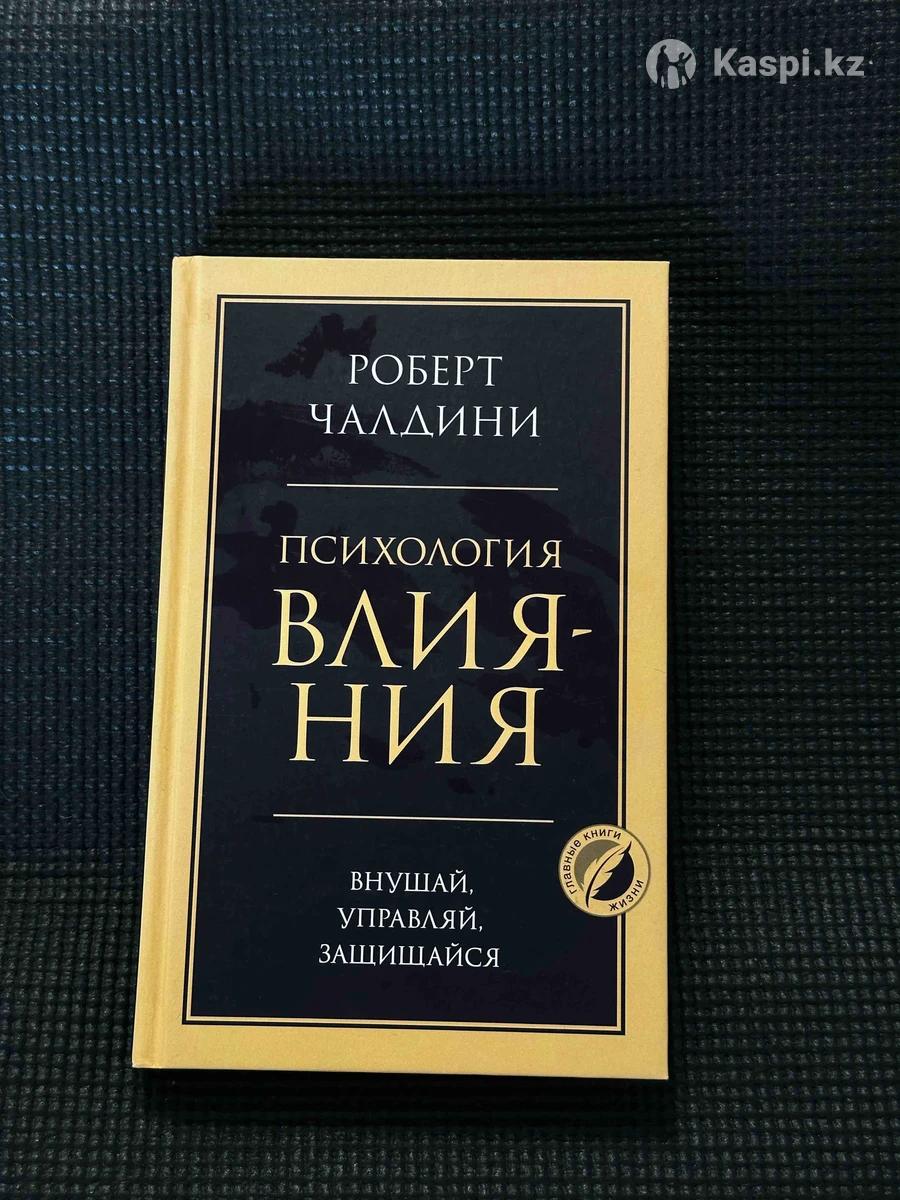 Kaspi.kz
РОБЕРТ
ЧАЛДИНИ
ПСИХОЛОГИЯ
ВЛИЯ-
НИЯ
главные книги
жизни
ВНУШАЙ,
УПРАВЛЯЙ,
ЗАЩИЩАЙСЯ